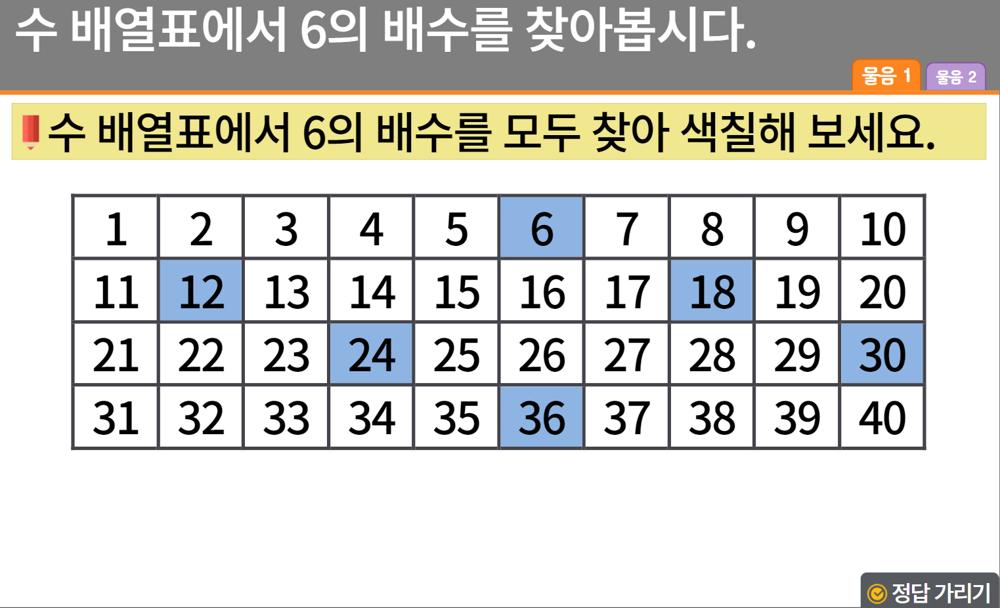 수 배열표에서 6의 배수를 찾아봅시다.
물음 1 물음 2
수 배열표에서 6의 배수를 모두 찾아 색칠해 보세요.
1 2 3 4 5 6 7 8 9 10
11 12 13 14 15 16 17 18 19 20
21 22 23 24 25 26 27 28 29 30
31 32 33 34 35 36 37 38 39 40
정답 가리기